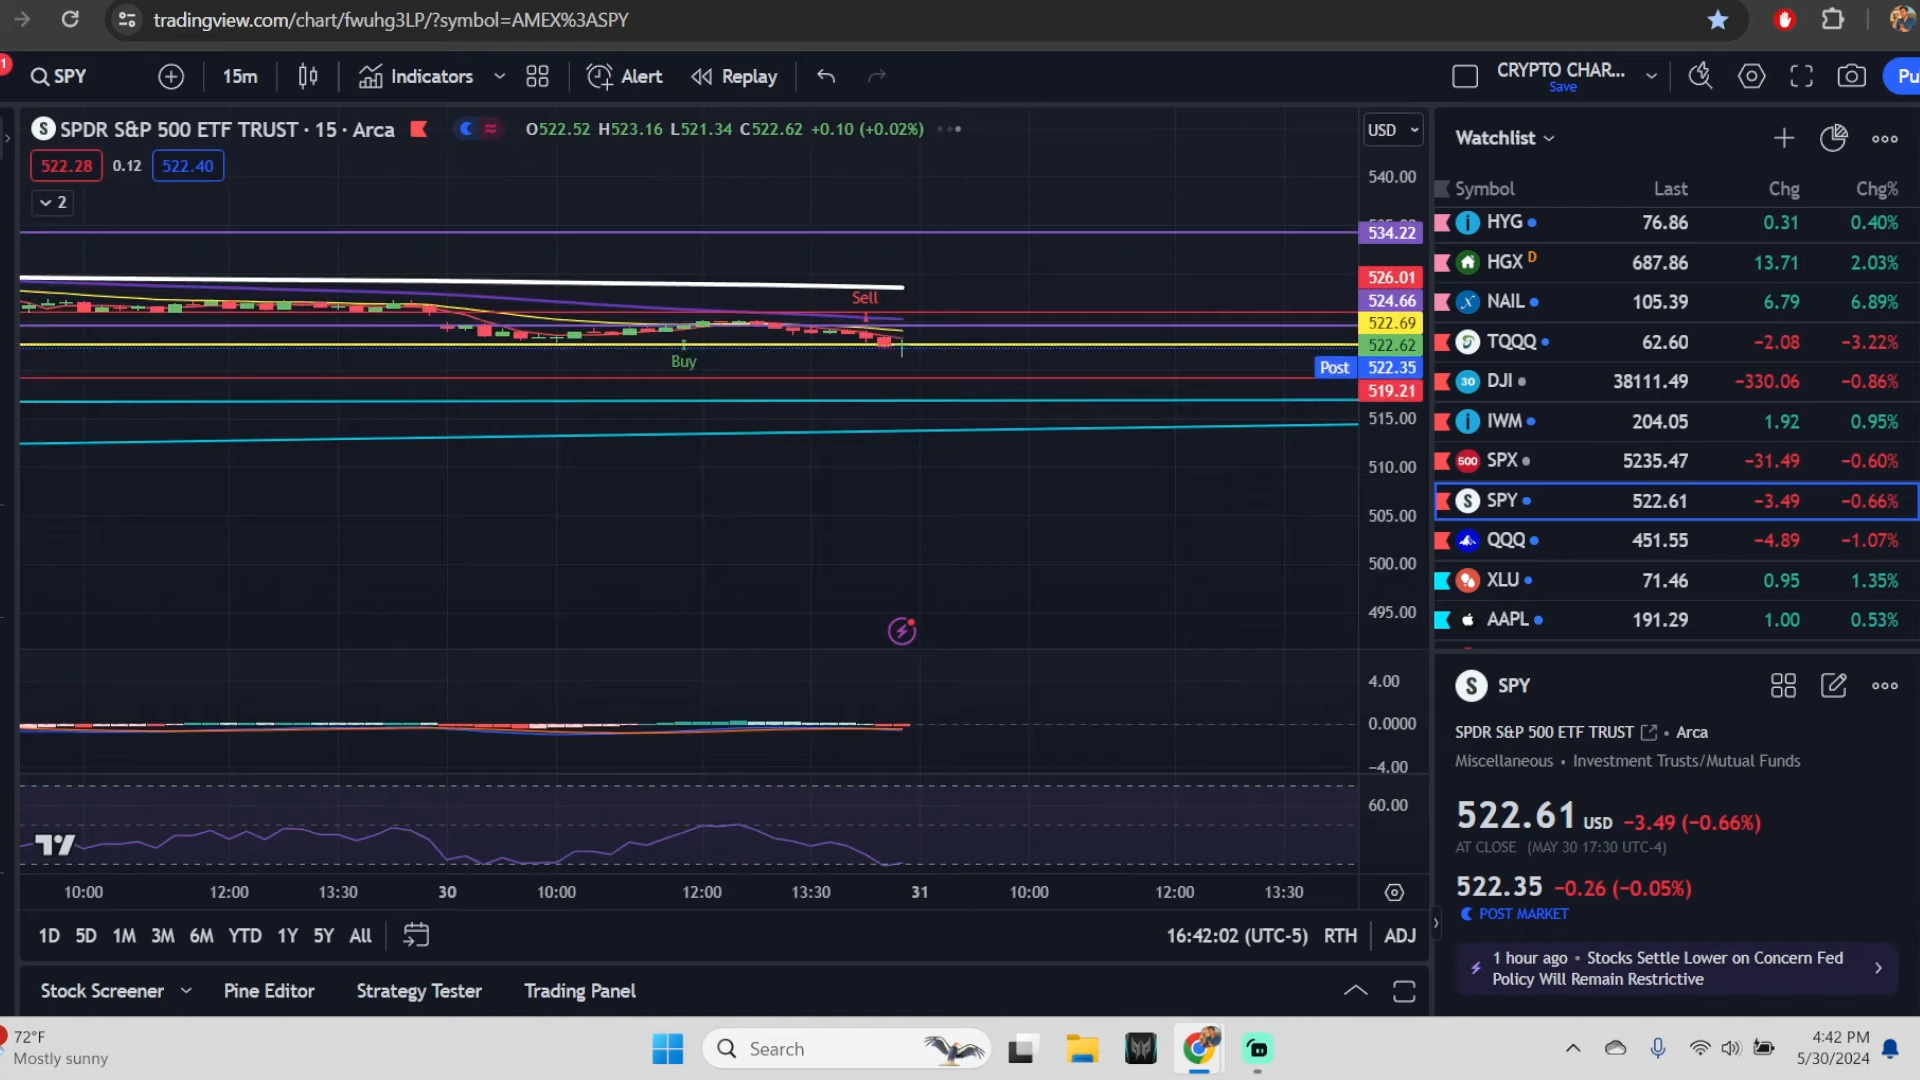 tradingview.com/chart/fwuhg3LP/?symbol=AMEX%3ASPY
1
SPY
15m
Indicators
Alert
Replay
CRYPTO CHAR...
Save
Pu
SPDR S&P 500 ETF TRUST · 15 · Arca
O522.52 H523.16 L521.34 C522.62 +0.10 (+0.02%)
USD
522.28
0.12
522.40
2
Sell
Buy
540.00
534.22
526.01
524.66
522.69
522.62
Post 522.35
519.21
515.00
510.00
505.00
500.00
495.00
4.00
0.0000
−4.00
60.00
10:00 12:00 13:30 30 10:00 12:00 13:30 31 10:00 12:00 13:30
1D 5D 1M 3M 6M YTD 1Y 5Y All
16:42:02 (UTC-5) RTH ADJ
Stock Screener Pine Editor Strategy Tester Trading Panel
Watchlist
Symbol Last Chg Chg%
HYG 76.86 0.31 0.40%
HGX D 687.86 13.71 2.03%
NAIL 105.39 6.79 6.89%
TQQQ 62.60 −2.08 −3.22%
30 DJI 38111.49 −330.06 −0.86%
IWM 204.05 1.92 0.95%
500 SPX 5235.47 −31.49 −0.60%
S SPY 522.61 −3.49 −0.66%
QQQ 451.55 −4.89 −1.07%
XLU 71.46 0.95 1.35%
AAPL 191.29 1.00 0.53%
S SPY
SPDR S&P 500 ETF TRUST • Arca
Miscellaneous • Investment Trusts/Mutual Funds
522.61 USD −3.49 (−0.66%)
AT CLOSE (MAY 30 17:30 UTC-4)
522.35 −0.26 (−0.05%)
POST MARKET
1 hour ago • Stocks Settle Lower on Concern Fed
Policy Will Remain Restrictive
72°F
Mostly sunny
Search
4:42 PM
5/30/2024